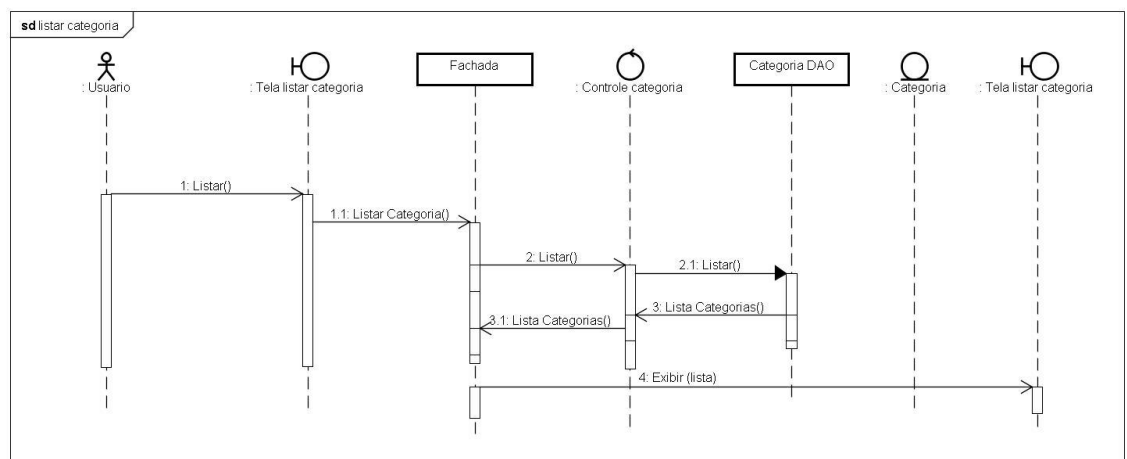 sd listar categoria
: Usuário
: Tela listar categoria
Fachada
: Controle categoria
Categoria DAO
: Categoria
: Tela listar categoria
1: Listar()
1.1: Listar Categoria()
2: Listar()
2.1: Listar()
3: Lista Categorias()
3.1: Lista Categorias()
4: Exibir (lista)